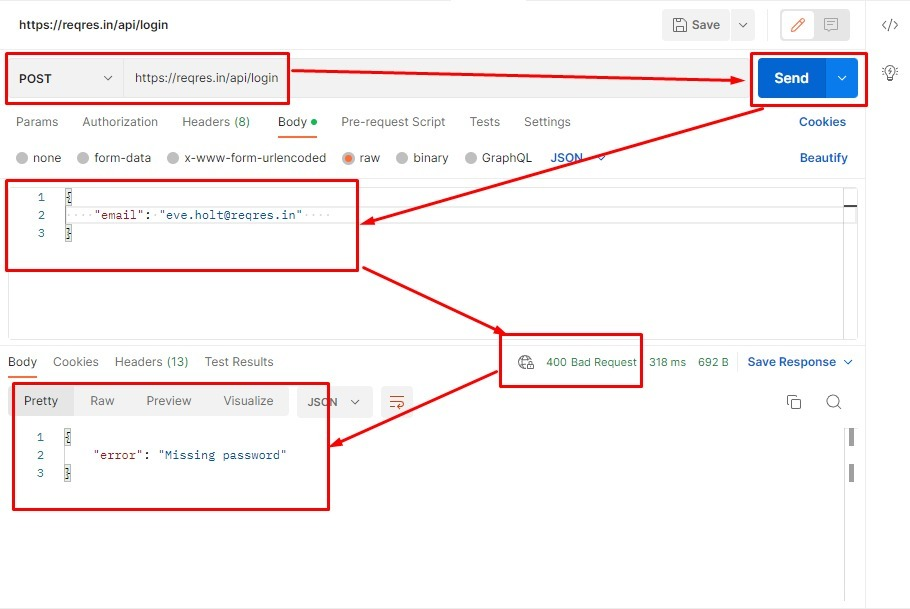 https://reqres.in/api/login
Save
POST
https://reqres.in/api/login
Send
Params Authorization Headers (8) Body Pre-request Script Tests Settings Cookies
none form-data x-www-form-urlencoded raw binary GraphQL JSON Beautify
1 {
2 "email": "eve.holt@reqres.in"
3 }
Body Cookies Headers (13) Test Results 400 Bad Request 318 ms 692 B Save Response
Pretty Raw Preview Visualize JSON
1 {
2 "error": "Missing password"
3 }